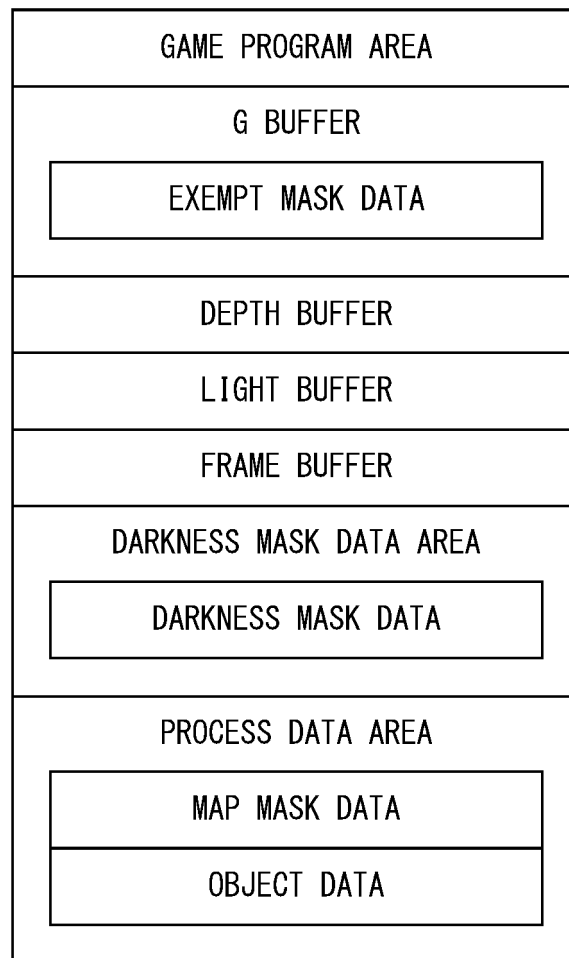 GAME PROGRAM AREA
G BUFFER
EXEMPT MASK DATA
DEPTH BUFFER
LIGHT BUFFER
FRAME BUFFER
DARKNESS MASK DATA AREA
DARKNESS MASK DATA
PROCESS DATA AREA
MAP MASK DATA
OBJECT DATA